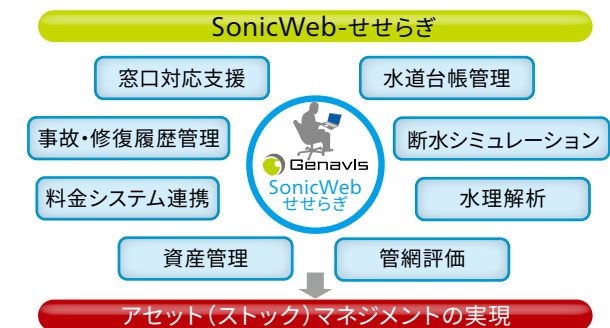 SonicWeb-せせらぎ
窓口対応支援
水道台帳管理
事故・修復履歴管理
断水シミュレーション
Genavis
SonicWeb
せせらぎ
料金システム連携
水理解析
資産管理
管網評価
アセット(ストック)マネジメントの実現